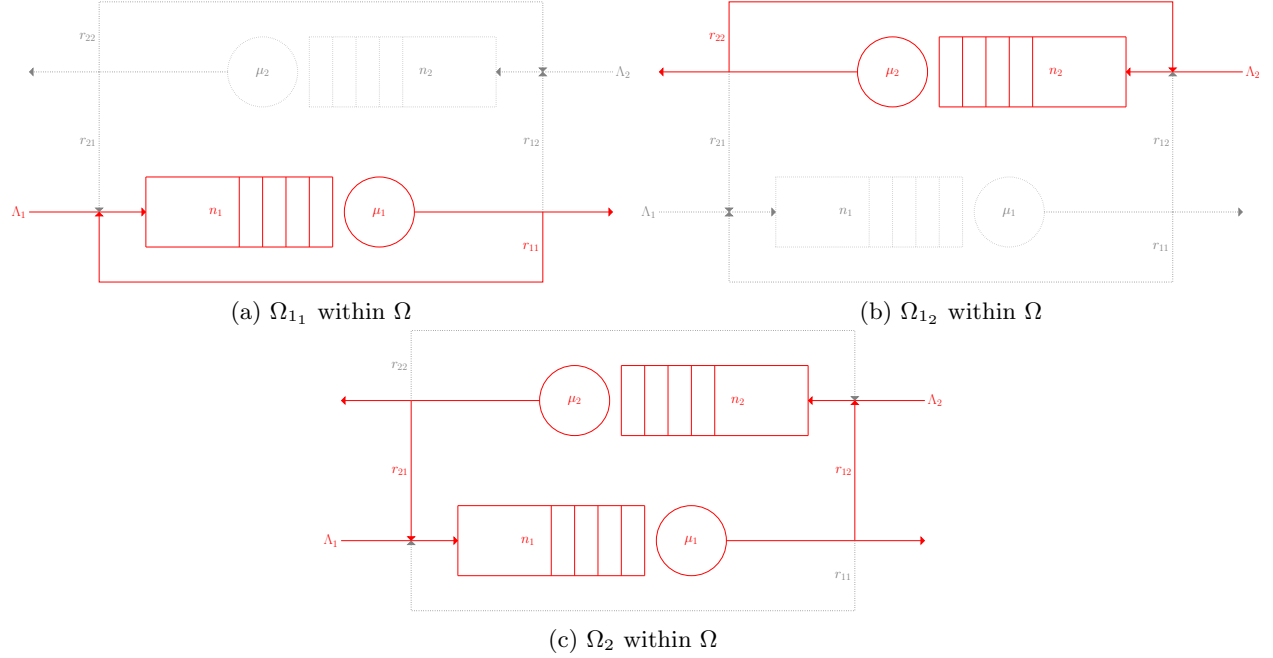 r₂₂
μ₂ n₂ Λ₂
r₂₁ r₁₂
Λ₁ n₁ μ₁
r₁₁
(a) Ω₁₁ within Ω
r₂₂
μ₂ n₂ Λ₂
r₂₁ r₁₂
Λ₁ n₁ μ₁
r₁₁
(b) Ω₁₂ within Ω
r₂₂
μ₂ n₂ Λ₂
r₂₁ r₁₂
Λ₁ n₁ μ₁
r₁₁
(c) Ω₂ within Ω